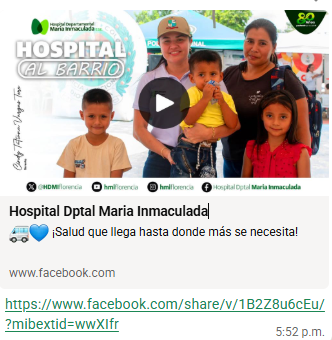 Hospital Departamental
Maria Inmaculada
80 años
HOSPITAL
AL BARRIO
@HDMIflorencia
hmiflorencia
hmiflorencia
Hospital Dptal María Inmaculada
Hospital Dptal Maria Inmaculada
🚐💙 ¡Salud que llega hasta donde más se necesita!
www.facebook.com
https://www.facebook.com/share/v/1B2Z8u6cEu/
?mibextid=wwXIfr
5:52 p.m.